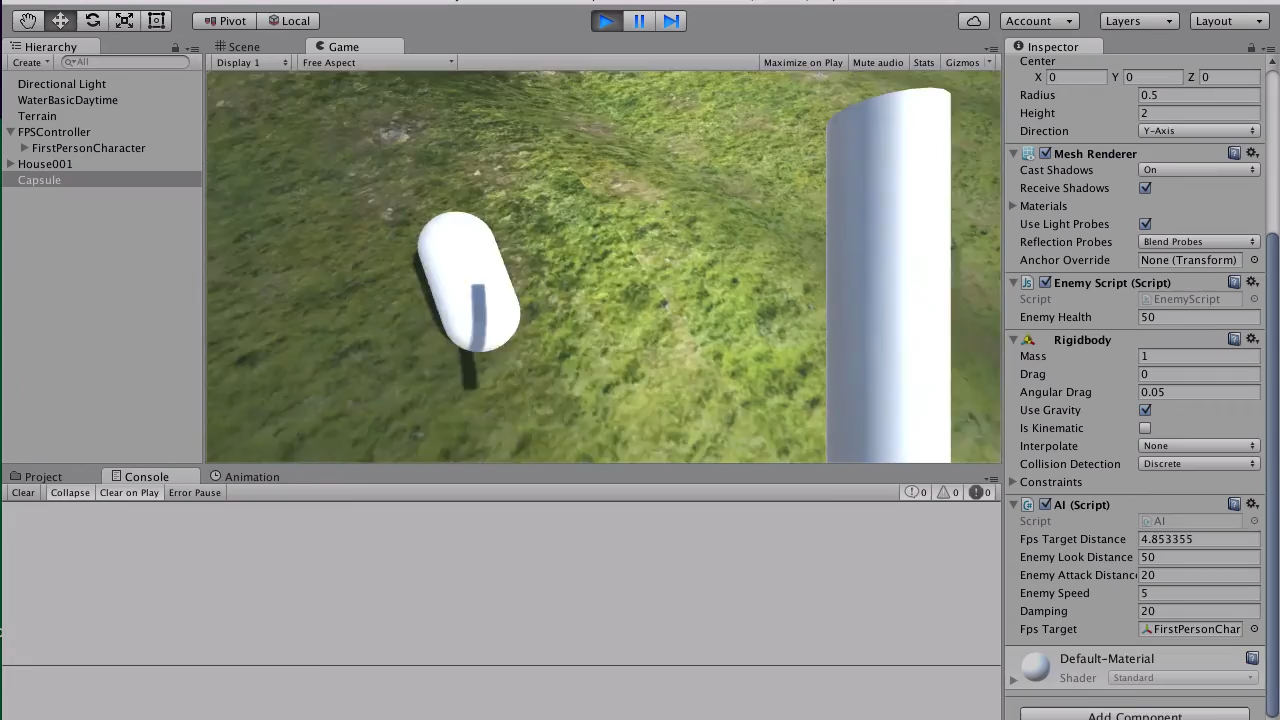 Pivot Local Account Layers Layout
Hierarchy
Create All
Directional Light
WaterBasicDaytime
Terrain
FPSController
FirstPersonCharacter
House001
Capsule
Scene Game
Display 1 Free Aspect Maximize on Play Mute audio Stats Gizmos
Project Console Animation
Clear Collapse Clear on Play Error Pause 0 0 0
Inspector
Center
X 0 Y 0 Z 0
Radius 0.5
Height 2
Direction Y-Axis
Mesh Renderer
Cast Shadows On
Receive Shadows
Materials
Use Light Probes
Reflection Probes Blend Probes
Anchor Override None (Transform)
Enemy Script (Script)
Script EnemyScript
Enemy Health 50
Rigidbody
Mass 1
Drag 0
Angular Drag 0.05
Use Gravity
Is Kinematic
Interpolate None
Collision Detection Discrete
Constraints
AI (Script)
Script AI
Fps Target Distance 4.853355
Enemy Look Distance 50
Enemy Attack Distanc 20
Enemy Speed 5
Damping 20
Fps Target FirstPersonChar
Default-Material
Shader Standard
Add Component